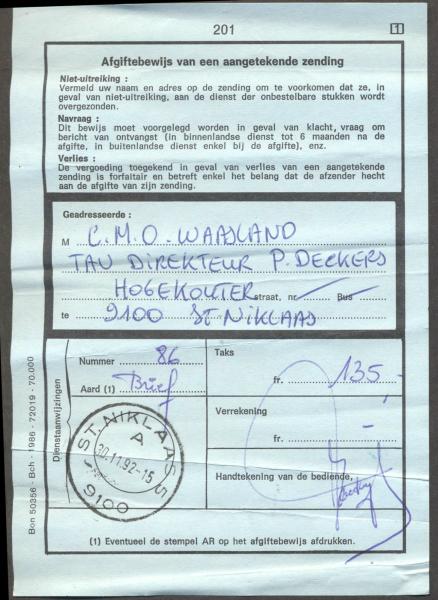 201 1
Afgiftebewijs van een aangetekende zending
Niet-uitreiking :
Vermeld uw naam en adres op de zending om te voorkomen dat ze, in
geval van niet-uitreiking, aan de dienst der onbestelbare stukken wordt
overgezonden.
Navraag :
Dit bewijs moet voorgelegd worden in geval van klacht, vraag om
bericht van ontvangst (in binnenlandse dienst tot 6 maanden na de
afgifte, in buitenlandse dienst enkel bij de afgifte), enz.
Verlies :
De vergoeding toegekend in geval van verlies van een aangetekende
zending is forfaitair en betreft enkel het belang dat de afzender hecht
aan de afgifte van zijn zending.
Geadresseerde :
M C.M.O. WAASLAND
TAV DIREKTEUR P. DECKERS
HOGEKOUTER straat, nr Bus
te 9100 ST NIKLAAS
Nummer 86
Aard (1) Brief
Taks
fr. 135,-
Verrekening
fr. -
Handtekening van de bediende,
Dienstaanwijzingen
ST. NIKLAAS 5
A
30.11.92-15
9100
(1) Eventueel de stempel AR op het afgiftebewijs afdrukken.
Bon 50356 - Bch - 1986 - 72019 - 70.000